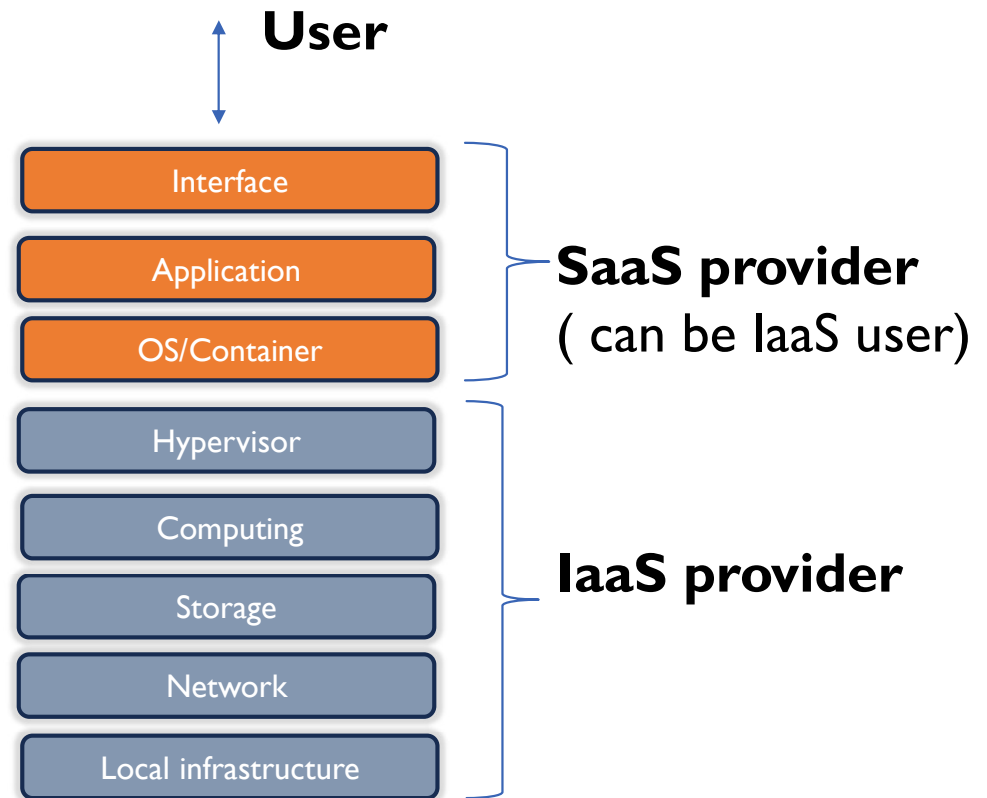 User
Interface
Application
OS/Container
SaaS provider
( can be IaaS user)
Hypervisor
Computing
Storage
Network
Local infrastructure
IaaS provider